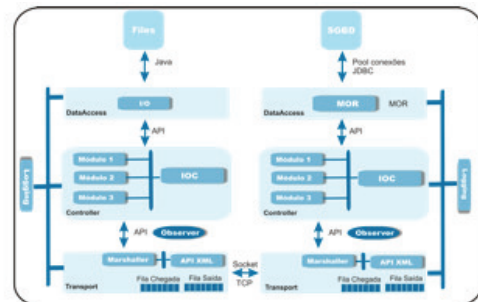 Files
SGBD
Java
Pool conexões
JDBC
I/O
DataAccess
MOR
MOR
DataAccess
API
API
Logging
Módulo 1
Módulo 2
Módulo 3
IOC
Controller
Módulo 1
Módulo 2
Módulo 3
IOC
Controller
Logging
API
Observer
API
Observer
Marshaller
API XML
Fila Chegada
Fila Saída
Transport
Socket
TCP
Marshaller
API XML
Fila Chegada
Fila Saída
Transport